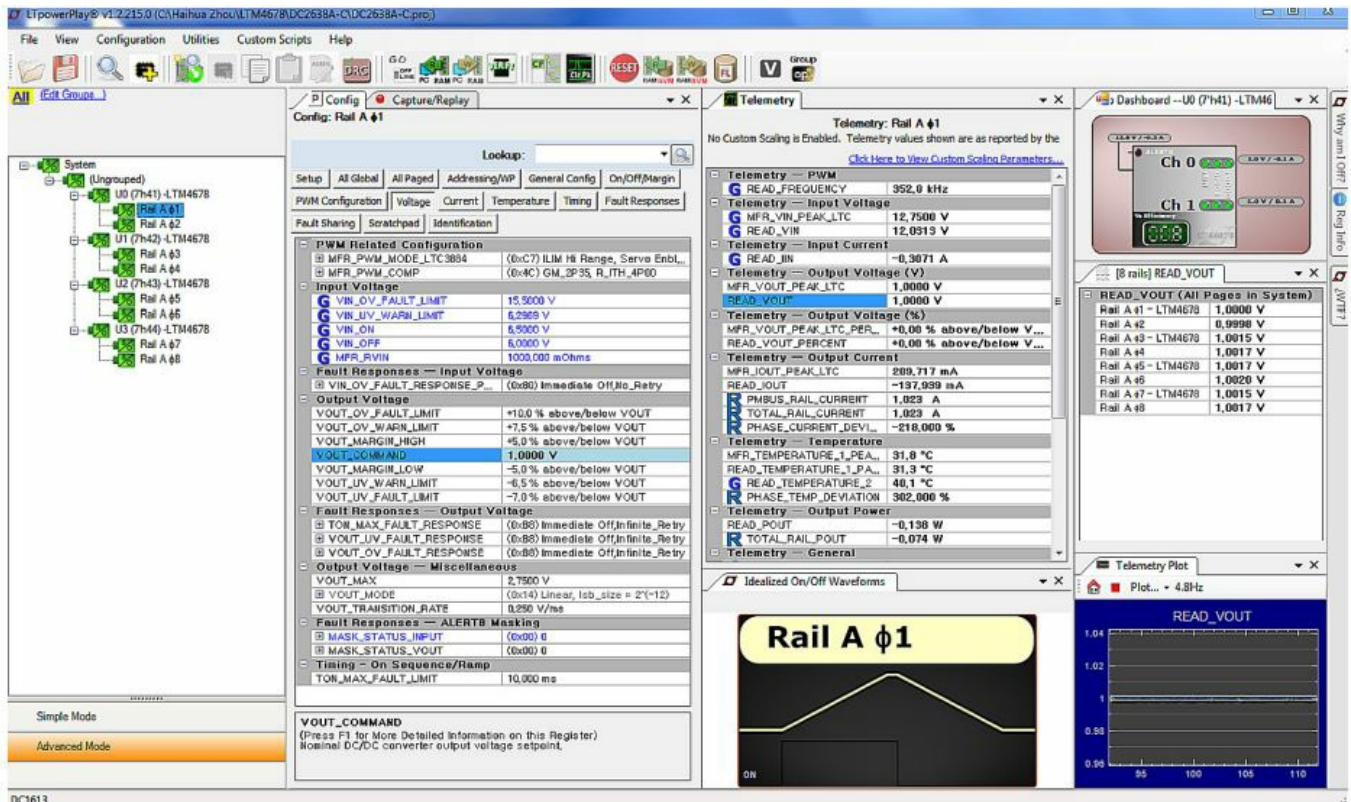 LTpowerPlay® v1.2.215.0 (C:\Haihua Zhou\LTM4678\DC2638A-C\DC2638A-C.proj)
File View Configuration Utilities Custom Scripts Help
All (Edit Groups...)
System
(Ungrouped)
U0 (7h41) -LTM4678
Rail A ϕ1
Rail A ϕ2
U1 (7h42) -LTM4678
Rail A ϕ3
Rail A ϕ4
U2 (7h43) -LTM4678
Rail A ϕ5
Rail A ϕ6
U3 (7h44) -LTM4678
Rail A ϕ7
Rail A ϕ8
Simple Mode
Advanced Mode
DC1613
Config Capture/Replay
Config: Rail A ϕ1
Lookup:
Setup All Global All Paged Addressing/WP General Config On/Off/Margin
PWM Configuration Voltage Current Temperature Timing Fault Responses
Fault Sharing Scratchpad Identification
PWM Related Configuration
MFR_PWM_MODE_LTC3884 (0xC7) ILIM Hi Range, Servo Enbl,..
MFR_PWM_COMP (0x4C) GM_2P35, R_ITH_4P00
Input Voltage
VIN_OV_FAULT_LIMIT 15,5000 V
VIN_UV_WARN_LIMIT 6,2969 V
VIN_ON 6,5000 V
VIN_OFF 6,0000 V
MFR_RVIN 1000,000 mOhms
Fault Responses — Input Voltage
VIN_OV_FAULT_RESPONSE_P... (0x80) Immediate Off,No_Retry
Output Voltage
VOUT_OV_FAULT_LIMIT +10,0 % above/below VOUT
VOUT_OV_WARN_LIMIT +7,5 % above/below VOUT
VOUT_MARGIN_HIGH +5,0 % above/below VOUT
VOUT_COMMAND 1,0000 V
VOUT_MARGIN_LOW -5,0 % above/below VOUT
VOUT_UV_WARN_LIMIT -6,5 % above/below VOUT
VOUT_UV_FAULT_LIMIT -7,0 % above/below VOUT
Fault Responses — Output Voltage
TON_MAX_FAULT_RESPONSE (0xB8) Immediate Off,Infinite_Retry
VOUT_UV_FAULT_RESPONSE (0xB8) Immediate Off,Infinite_Retry
VOUT_OV_FAULT_RESPONSE (0xB8) Immediate Off,Infinite_Retry
Output Voltage — Miscellaneous
VOUT_MAX 2,7500 V
VOUT_MODE (0x14) Linear, lsb_size = 2^(-12)
VOUT_TRANSITION_RATE 0,250 V/ms
Fault Responses — ALERTB Masking
MASK_STATUS_INPUT (0x00) 0
MASK_STATUS_VOUT (0x00) 0
Timing - On Sequence/Ramp
TON_MAX_FAULT_LIMIT 10,000 ms
VOUT_COMMAND
(Press F1 for More Detailed Information on this Register)
Nominal DC/DC converter output voltage setpoint,
Telemetry
Telemetry: Rail A ϕ1
No Custom Scaling is Enabled. Telemetry values shown are as reported by the
Click Here to View Custom Scaling Parameters...
Telemetry — PWM
READ_FREQUENCY 352,0 kHz
Telemetry — Input Voltage
MFR_VIN_PEAK_LTC 12,7500 V
READ_VIN 12,0313 V
Telemetry — Input Current
READ_IIN -0,3071 A
Telemetry — Output Voltage (V)
MFR_VOUT_PEAK_LTC 1,0000 V
READ_VOUT 1,0000 V
Telemetry — Output Voltage (%)
MFR_VOUT_PEAK_LTC_PER... +0,00 % above/below V...
READ_VOUT_PERCENT +0,00 % above/below V...
Telemetry — Output Current
MFR_IOUT_PEAK_LTC 209,717 mA
READ_IOUT -137,939 mA
PMBUS_RAIL_CURRENT 1,023 A
TOTAL_RAIL_CURRENT 1,023 A
PHASE_CURRENT_DEVI... -218,000 %
Telemetry — Temperature
MFR_TEMPERATURE_1_PEA... 31,8 °C
READ_TEMPERATURE_1_PA... 31,3 °C
READ_TEMPERATURE_2 40,1 °C
PHASE_TEMP_DEVIATION 302,000 %
Telemetry — Output Power
READ_POUT -0,138 W
TOTAL_RAIL_POUT -0,074 W
Telemetry — General
Idealized On/Off Waveforms
Rail A ϕ1
ON
Dashboard --U0 (7'h41) -LTM46
Ch 0
Ch 1
[8 rails] READ_VOUT
READ_VOUT (All Pages in System)
Rail A ϕ1 - LTM4678 1,0000 V
Rail A ϕ2 0,9998 V
Rail A ϕ3 - LTM4678 1,0015 V
Rail A ϕ4 1,0017 V
Rail A ϕ5 - LTM4678 1,0017 V
Rail A ϕ6 1,0020 V
Rail A ϕ7 - LTM4678 1,0015 V
Rail A ϕ8 1,0017 V
Telemetry Plot
Plot... 4.8Hz
READ_VOUT
1.04
1.02
1
0.98
0.96
95 100 105 110
Why am I Off?
Reg Info
¿WTF?